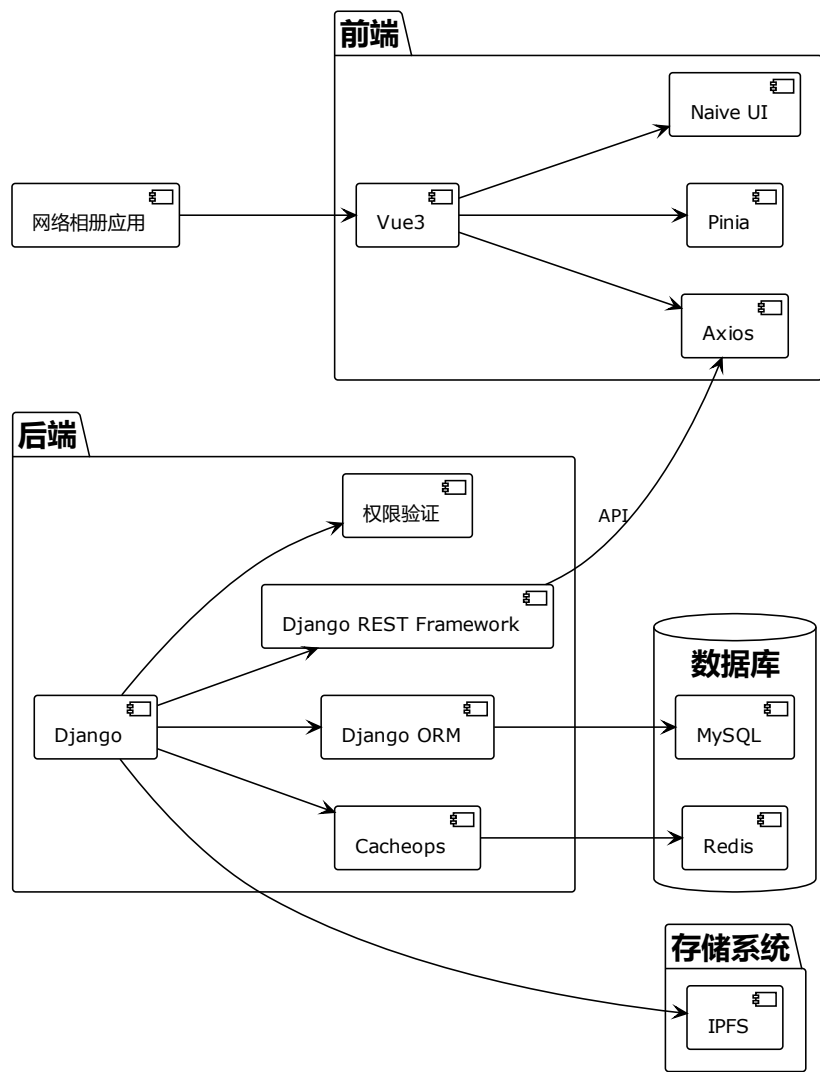 前端
Naive UI
网络相册应用
Vue3
Pinia
Axios
后端
权限验证
API
Django REST Framework
数据库
Django
Django ORM
MySQL
Cacheops
Redis
存储系统
IPFS